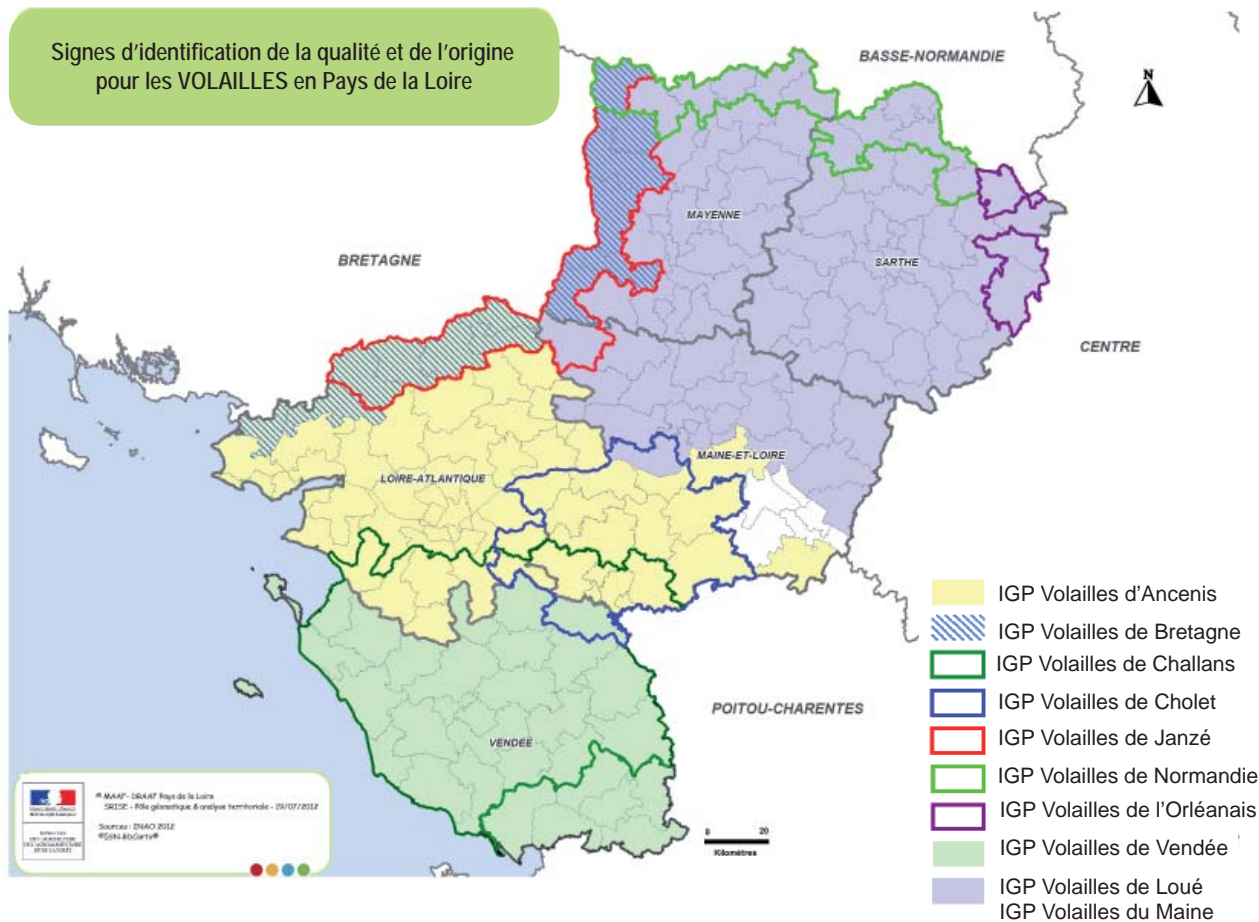 Signes d'identification de la qualité et de l'origine
pour les VOLAILLES en Pays de la Loire
BASSE-NORMANDIE
N
MAYENNE
BRETAGNE
SARTHE
CENTRE
MAINE-ET-LOIRE
LOIRE-ATLANTIQUE
POITOU-CHARENTES
VENDÉE
IGP Volailles d'Ancenis
IGP Volailles de Bretagne
IGP Volailles de Challans
IGP Volailles de Cholet
IGP Volailles de Janzé
IGP Volailles de Normandie
IGP Volailles de l'Orléanais
IGP Volailles de Vendée
IGP Volailles de Loué
IGP Volailles du Maine
® MAAF- DRAAF Pays de la Loire
SRISE - Pôle géomatique & analyse territoriale - 19/07/2012
Sources : INAO 2012
©IGN-BbCarto®
0 20
Kilomètres